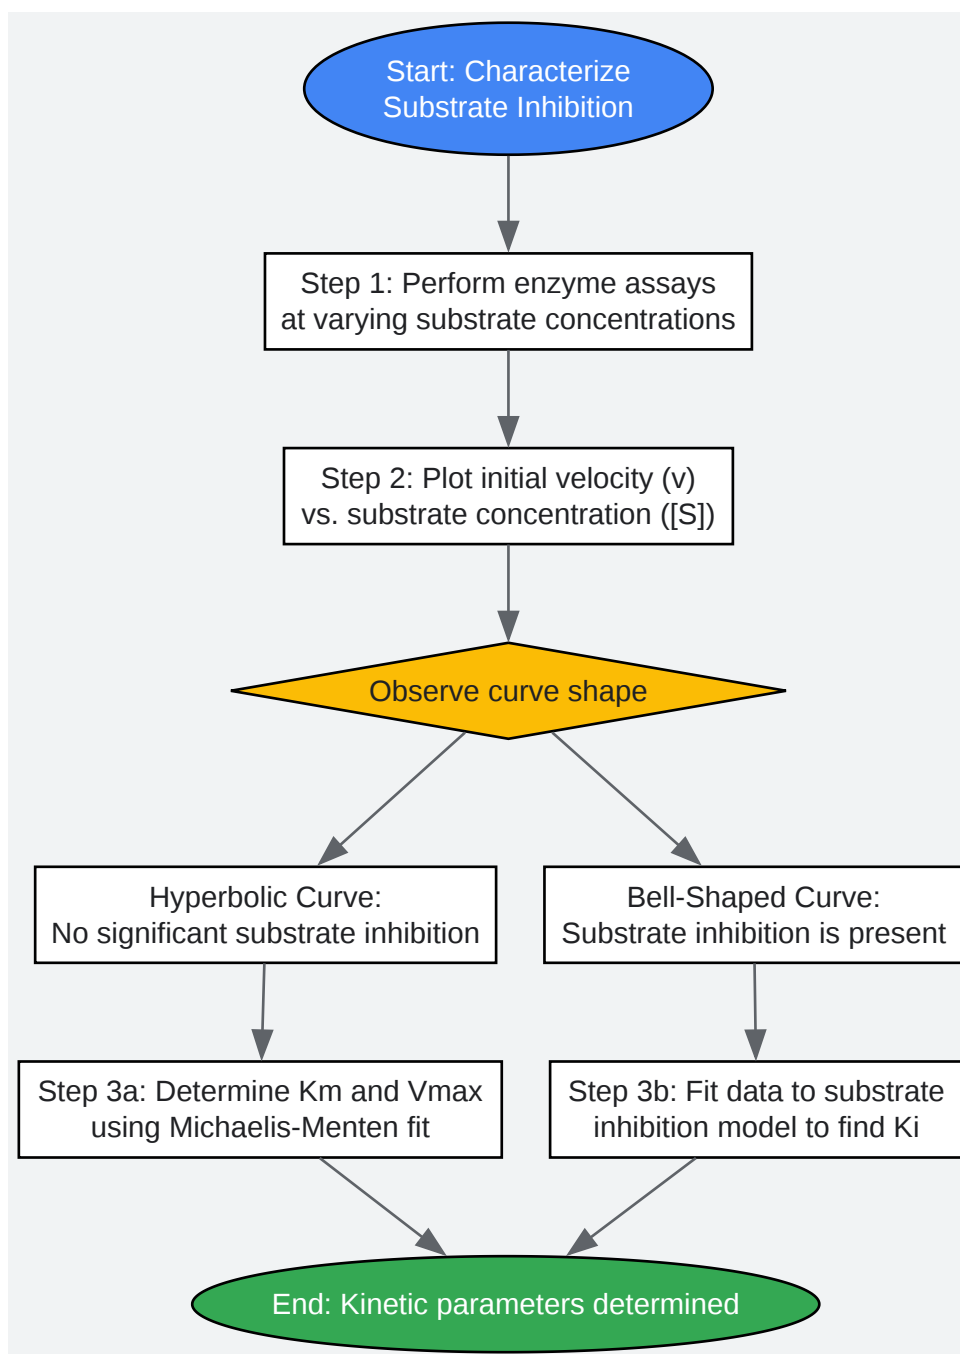 Start: Characterize
Substrate Inhibition
Step 1: Perform enzyme assays
at varying substrate concentrations
Step 2: Plot initial velocity (v)
vs. substrate concentration ([S])
Observe curve shape
Hyperbolic Curve:
No significant substrate inhibition
Bell-Shaped Curve:
Substrate inhibition is present
Step 3a: Determine Km and Vmax
using Michaelis-Menten fit
Step 3b: Fit data to substrate
inhibition model to find Ki
End: Kinetic parameters determined